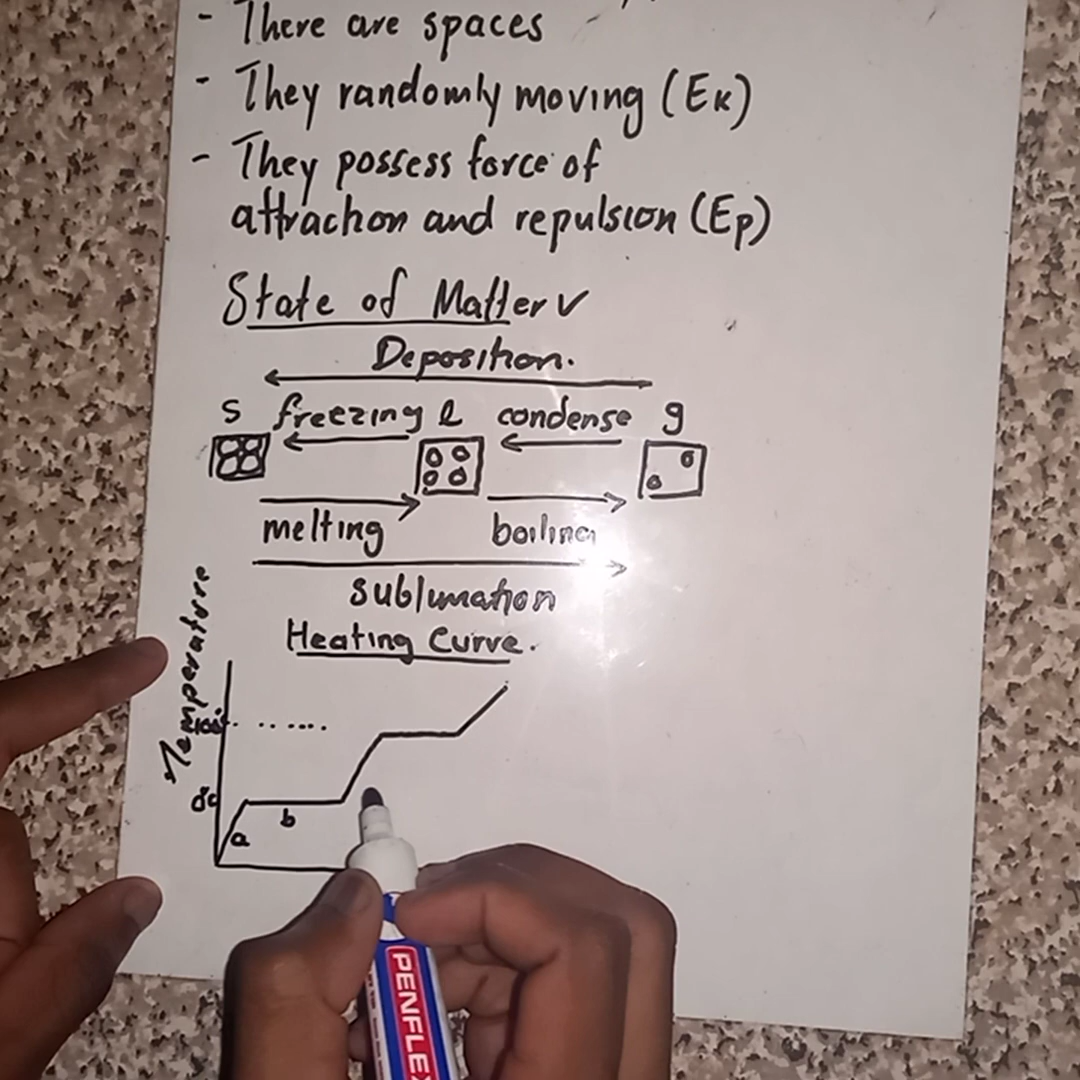 - There are spaces
- They randomly moving (Ek)
- They possess force of
attraction and repulsion (Ep)
State of Matter ✓
Deposition.
s freezing l condense g
melting boiling
sublimation
Heating Curve.
Temperature
a b
PENFLEX